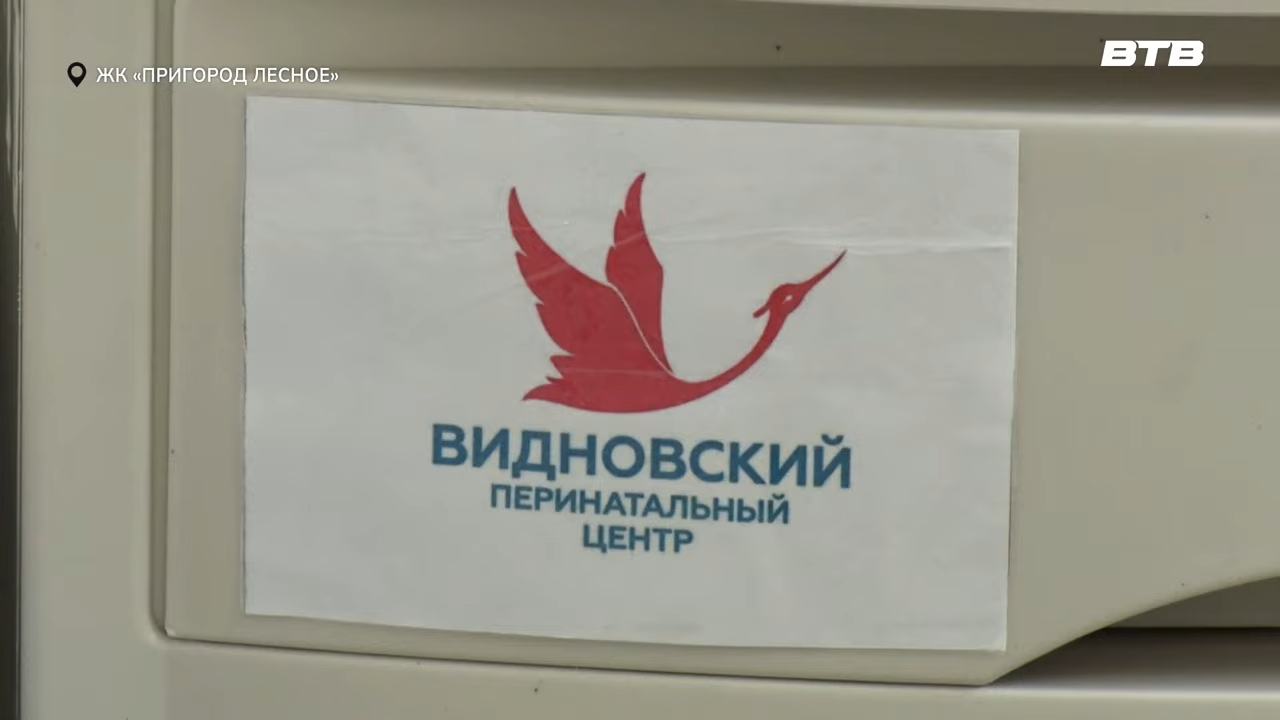 ЖК «ПРИГОРОД ЛЕСНОЕ»
ВТВ
ВИДНОВСКИЙ
ПЕРИНАТАЛЬНЫЙ
ЦЕНТР